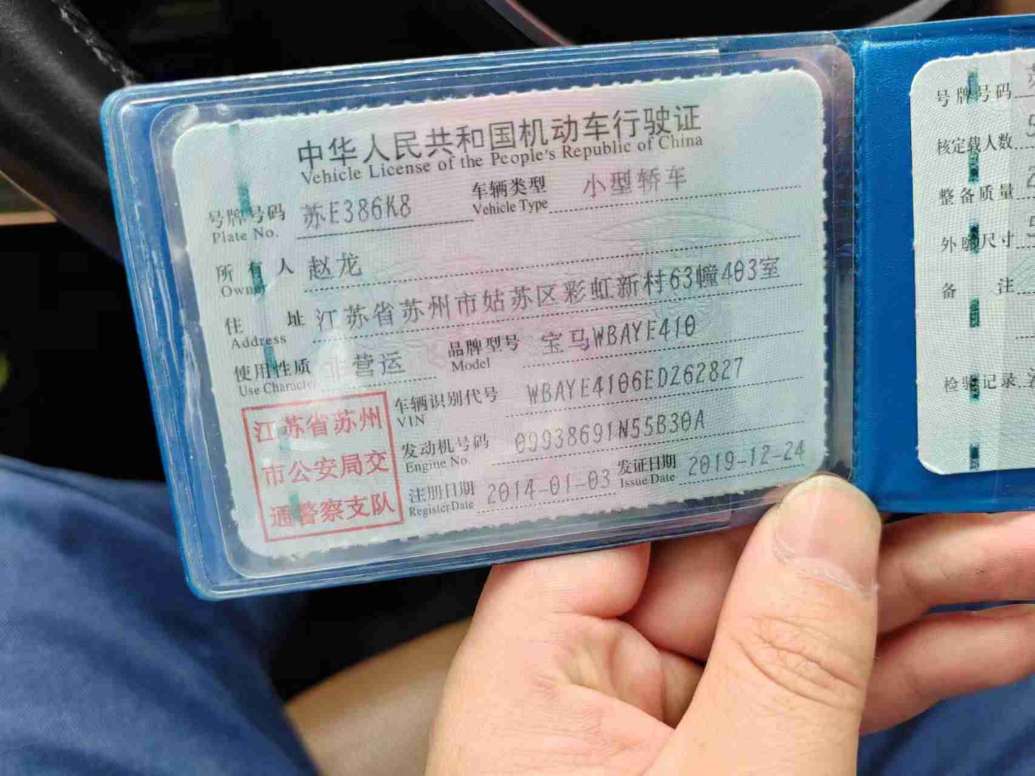 中华人民共和国机动车行驶证
Vehicle License of the People's Republic of China
号牌号码 苏E386K8 车辆类型 小型轿车
Plate No. Vehicle Type
所有人 赵龙
Owner
住址 江苏省苏州市姑苏区彩虹新村63幢403室
Address
使用性质 非营运 品牌型号 宝马WBAYE410
Use Character Model
车辆识别代号 WBAYE4106ED262827
VIN
发动机号码 09938691N55B30A
Engine No.
注册日期 2014-01-03 发证日期 2019-12-24
Register Date Issue Date
江苏省苏州
市公安局交
通警察支队
号牌号码
核定载人数
整备质量
外廓尺寸
备注
检验记录